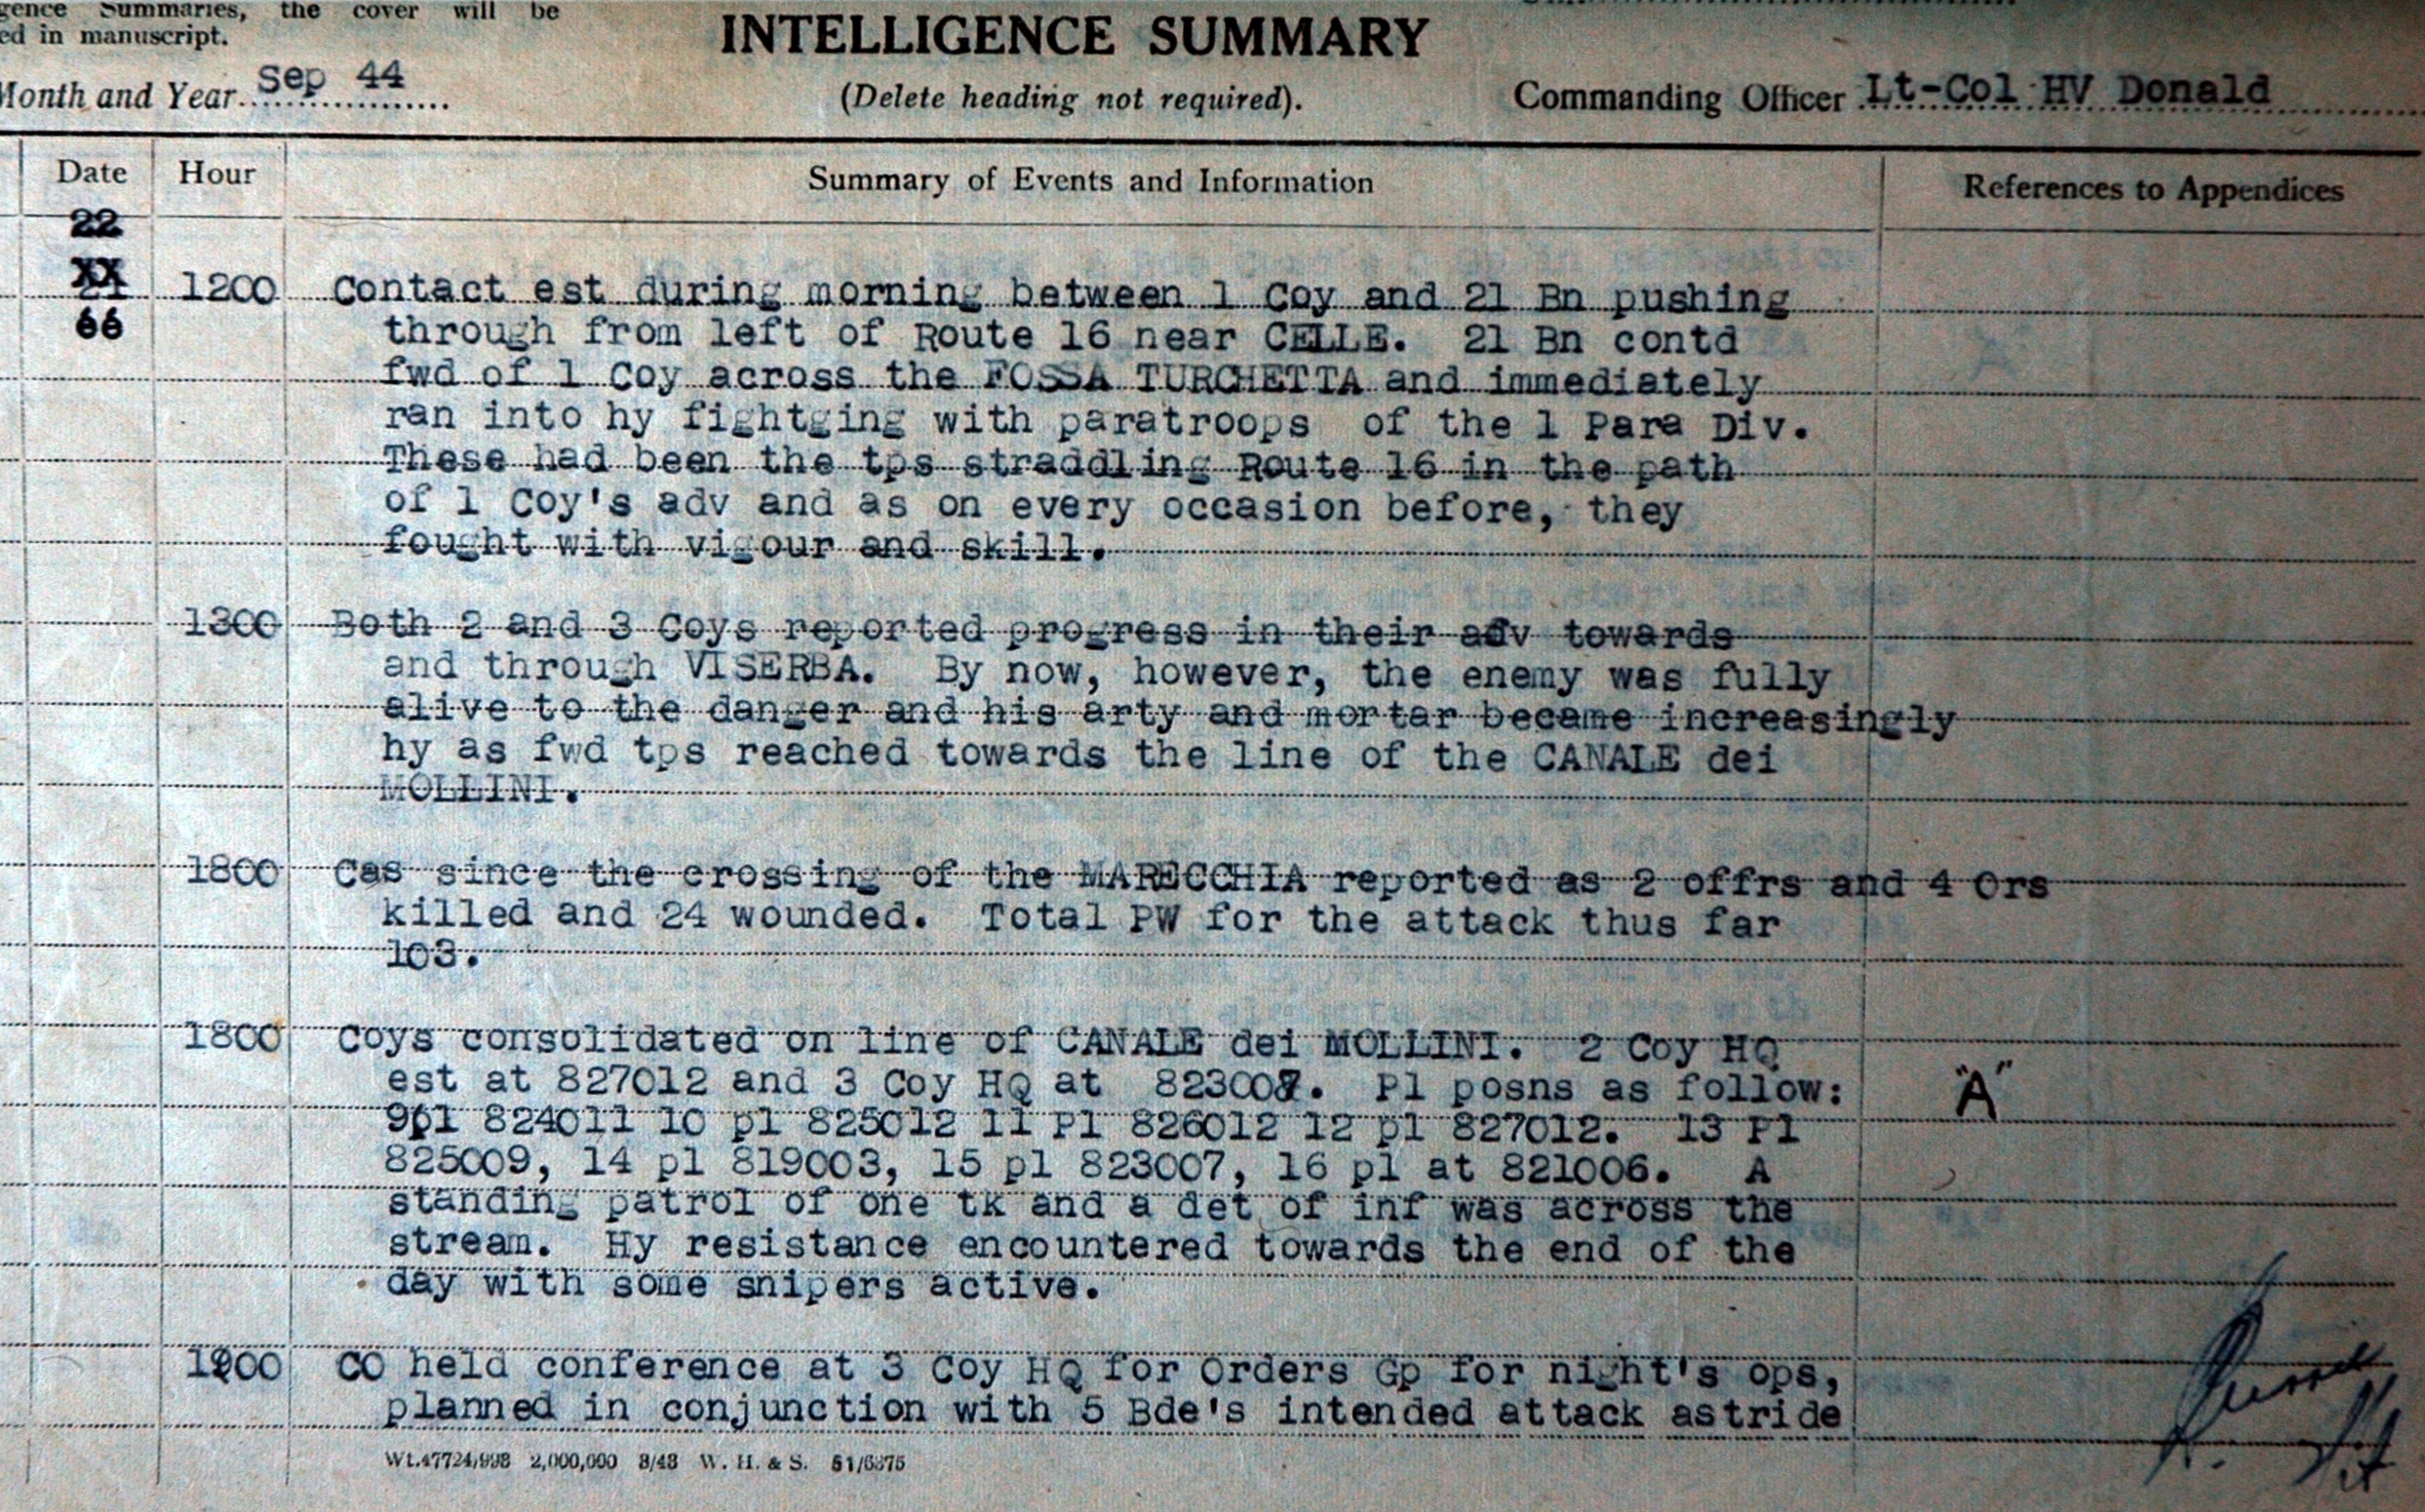 Summaries, the cover will be
in manuscript.
INTELLIGENCE SUMMARY
Month and Year Sep 44
(Delete heading not required).
Commanding Officer Lt-Col HV Donald
Date Hour Summary of Events and Information References to Appendices
22
1200 Contact est during morning between 1 Coy and 21 Bn pushing
66 through from left of Route 16 near CELLE. 21 Bn contd
fwd of 1 Coy across the FOSSA TURCHETTA and immediately
ran into hy fightging with paratroops of the 1 Para Div.
These had been the tps straddling Route 16 in the path
of 1 Coy's adv and as on every occasion before, they
fought with vigour and skill.
1300 Both 2 and 3 Coys reported progress in their adv towards
and through VISERBA. By now, however, the enemy was fully
alive to the danger and his arty and mortar became increasingly
hy as fwd tps reached towards the line of the CANALE dei
MOLLINI.
1800 Cas since the crossing of the MARECCHIA reported as 2 offrs and 4 Ors
killed and 24 wounded. Total PW for the attack thus far
103.
1800 Coys consolidated on line of CANALE dei MOLLINI. 2 Coy HQ
est at 827012 and 3 Coy HQ at Pl posns as follow: "A"
9pl 824011 10 pl 825012 11 Pl 826012 12 pl 827012. 13 Pl
825009, 14 pl 819003, 15 pl 823007, 16 pl at 821006. A
standing patrol of one tk and a det of inf was across the
stream. Hy resistance encountered towards the end of the
day with some snipers active.
CO held conference at 3 Coy HQ for Orders Gp for night's ops,
planned in conjunction with 5 Bde's intended attack astride
2,000,000 8/43 W. H. & S. 51/6375